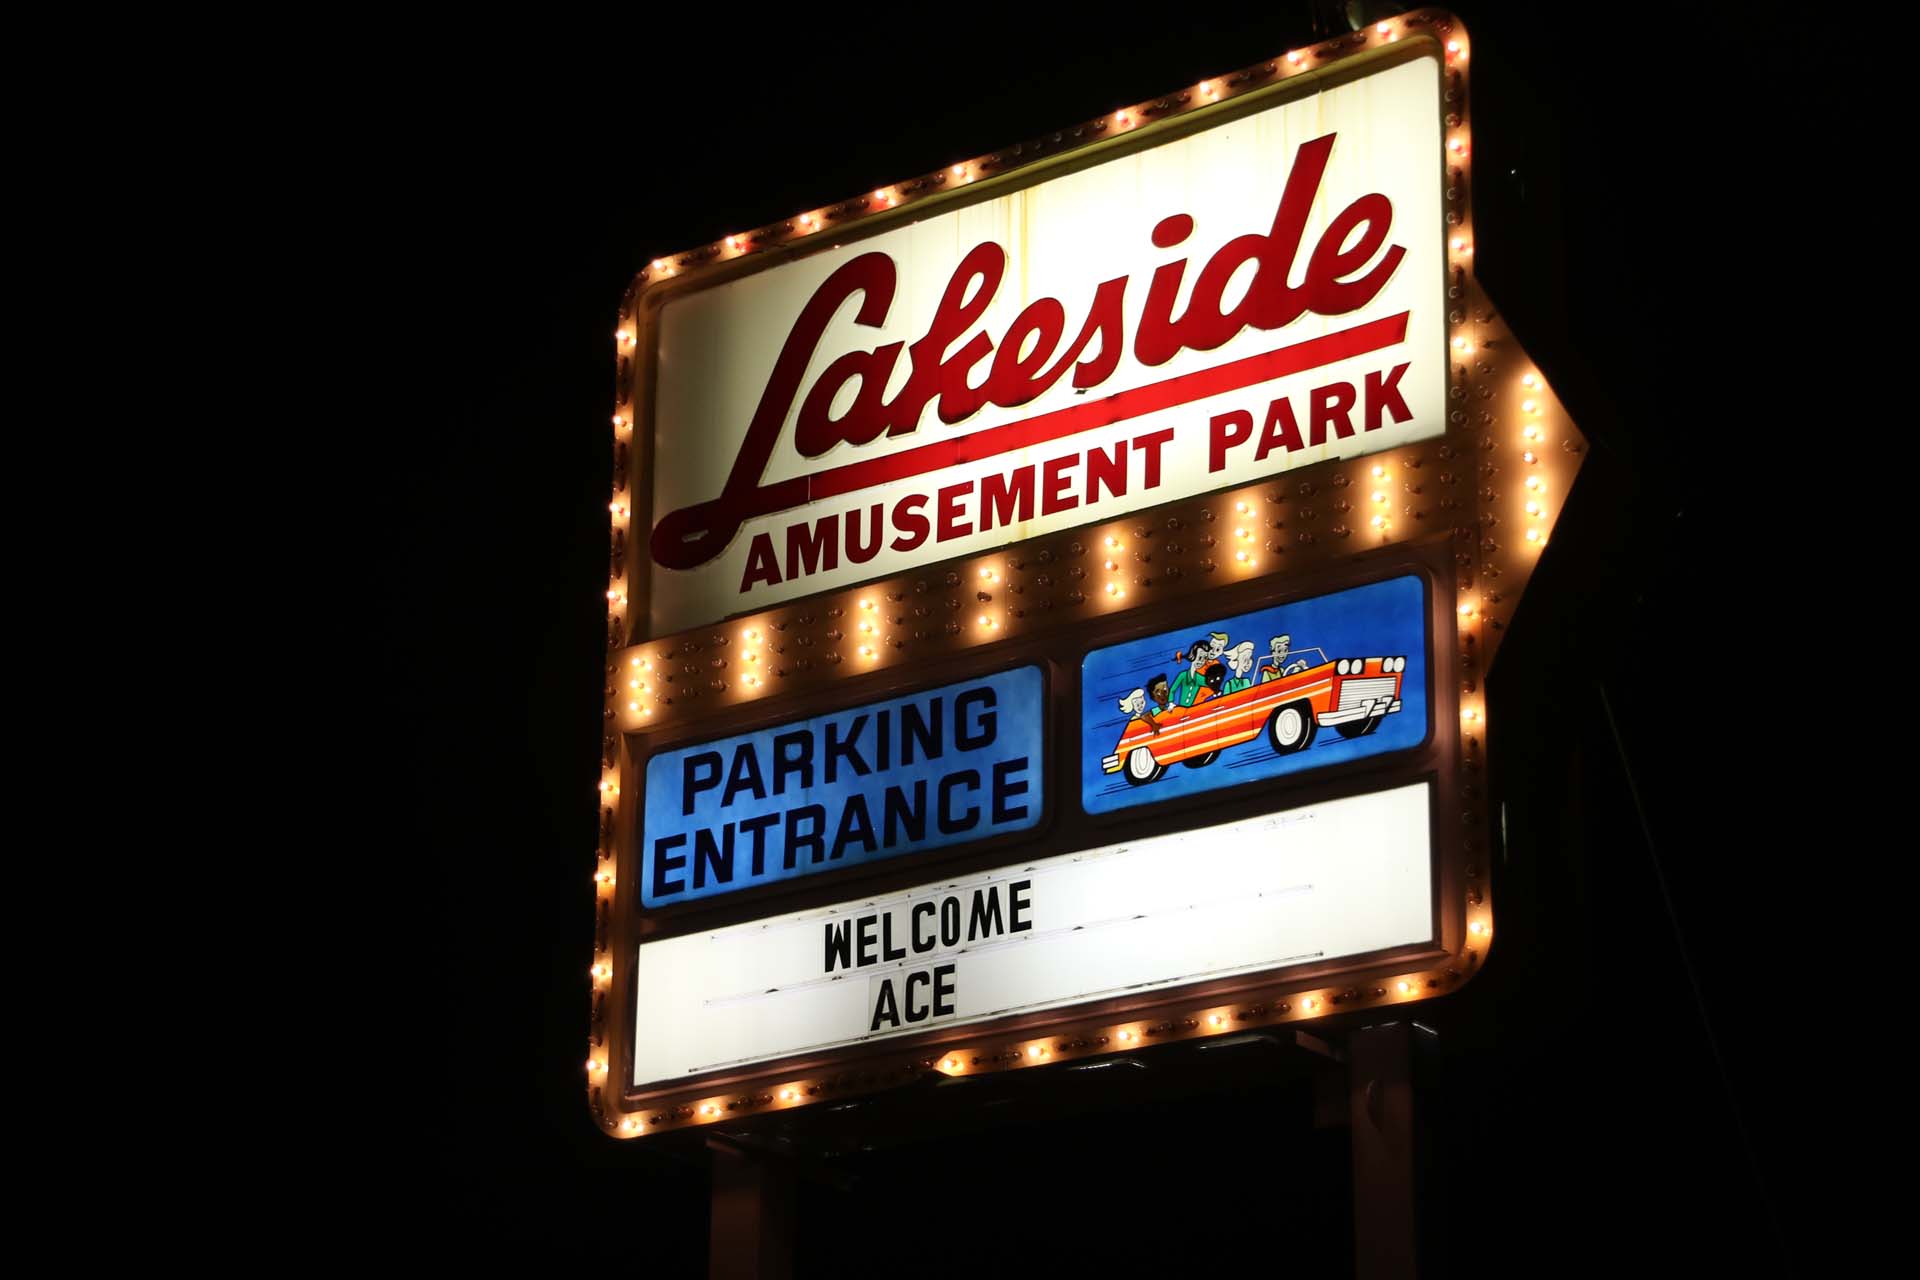 Lakeside
AMUSEMENT PARK
PARKING
ENTRANCE
WELCOME
ACE